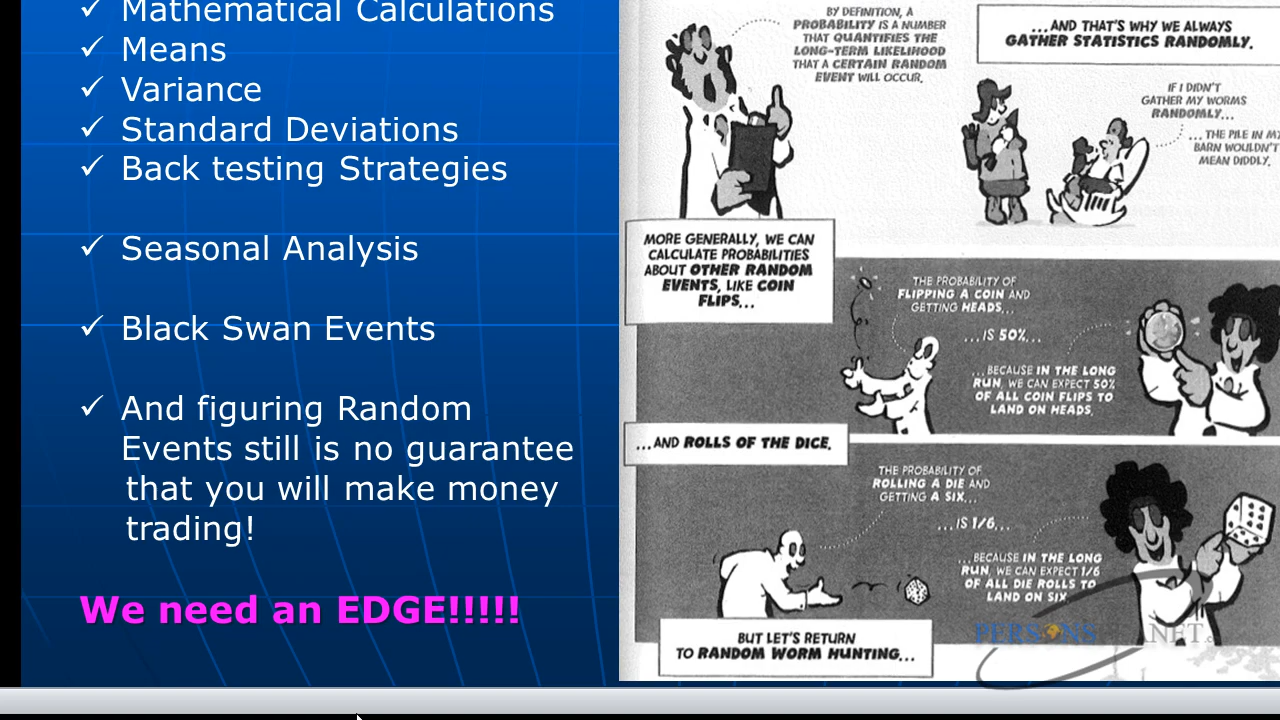 Mathematical Calculations
Means
Variance
Standard Deviations
Back testing Strategies
Seasonal Analysis
Black Swan Events
And figuring Random
Events still is no guarantee
that you will make money
trading!
We need an EDGE!!!!!
BY DEFINITION, A
PROBABILITY IS A NUMBER
THAT QUANTIFIES THE
LONG-TERM LIKELIHOOD
THAT A CERTAIN RANDOM
EVENT WILL OCCUR.
...AND THAT'S WHY WE ALWAYS
GATHER STATISTICS RANDOMLY.
IF I DIDN'T
GATHER MY WORMS
RANDOMLY...
...THE PILE IN MY
BARN WOULDN'T
MEAN DIDDLY.
MORE GENERALLY, WE CAN
CALCULATE PROBABILITIES
ABOUT OTHER RANDOM
EVENTS, LIKE COIN
FLIPS...
THE PROBABILITY OF
FLIPPING A COIN AND
GETTING HEADS...
...IS 50%...
...BECAUSE IN THE LONG
RUN, WE CAN EXPECT 50%
OF ALL COIN FLIPS TO
LAND ON HEADS.
...AND ROLLS OF THE DICE.
THE PROBABILITY OF
ROLLING A DIE AND
GETTING A SIX...
...IS 1/6...
...BECAUSE IN THE LONG
RUN, WE CAN EXPECT 1/6
OF ALL DIE ROLLS TO
LAND ON SIX.
BUT LET'S RETURN
TO RANDOM WORM HUNTING...
PERSONSPLANET.